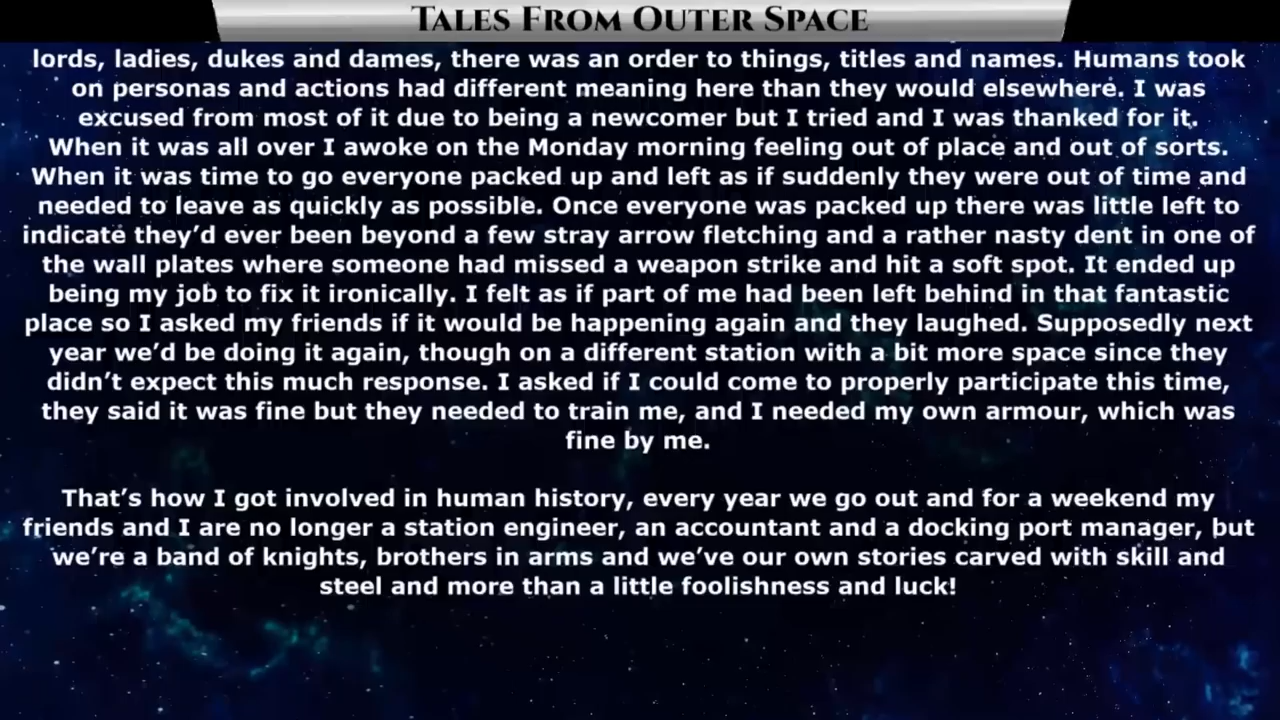 Tales From Outer Space
lords, ladies, dukes and dames, there was an order to things, titles and names. Humans took
on personas and actions had different meaning here than they would elsewhere. I was
excused from most of it due to being a newcomer but I tried and I was thanked for it.
When it was all over I awoke on the Monday morning feeling out of place and out of sorts.
When it was time to go everyone packed up and left as if suddenly they were out of time and
needed to leave as quickly as possible. Once everyone was packed up there was little left to
indicate they’d ever been beyond a few stray arrow fletching and a rather nasty dent in one of
the wall plates where someone had missed a weapon strike and hit a soft spot. It ended up
being my job to fix it ironically. I felt as if part of me had been left behind in that fantastic
place so I asked my friends if it would be happening again and they laughed. Supposedly next
year we’d be doing it again, though on a different station with a bit more space since they
didn’t expect this much response. I asked if I could come to properly participate this time,
they said it was fine but they needed to train me, and I needed my own armour, which was
fine by me.
That’s how I got involved in human history, every year we go out and for a weekend my
friends and I are no longer a station engineer, an accountant and a docking port manager, but
we’re a band of knights, brothers in arms and we’ve our own stories carved with skill and
steel and more than a little foolishness and luck!